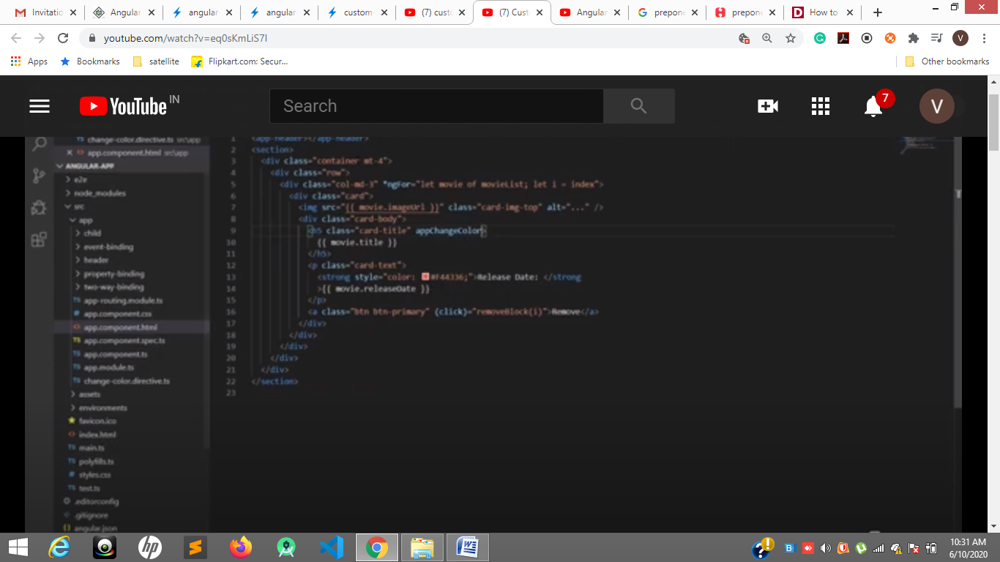 Invitatio
Angular
angular
angular
custom-
(7) custo
(7) Cust
Angular
prepone
prepone
How to
youtube.com/watch?v=eq0sKmLiS7I
V
Apps
Bookmarks
satellite
Flipkart.com: Secur...
Other bookmarks
YouTube IN
Search
7
V
change-color.directive.ts src\app
app.component.html src\app
ANGULAR-APP
e2e
node_modules
src
app
child
event-binding
header
property-binding
two-way-binding
TS app-routing.module.ts
# app.component.css
<> app.component.html
TS app.component.spec.ts
TS app.component.ts
TS app.module.ts
TS change-color.directive.ts
assets
environments
favicon.ico
<> index.html
TS main.ts
TS polyfills.ts
# styles.css
TS test.ts
.editorconfig
.gitignore
{} angular.json
1 <app-header></app-header>
2 <section>
3 <div class="container mt-4">
4 <div class="row">
5 <div class="col-md-3" *ngFor="let movie of movieList; let i = index">
6 <div class="card">
7 <img src="{{ movie.imageUrl }}" class="card-img-top" alt="..." />
8 <div class="card-body">
9 <h5 class="card-title" appChangeColor>
10 {{ movie.title }}
11 </h5>
12 <p class="card-text">
13 <strong style="color: #f44336;">Release Date: </strong
14 >{{ movie.releaseDate }}
15 </p>
16 <a class="btn btn-primary" (click)="removeBlock(i)">Remove</a>
17 </div>
18 </div>
19 </div>
20 </div>
21 </div>
22 </section>
23
10:31 AM
6/10/2020